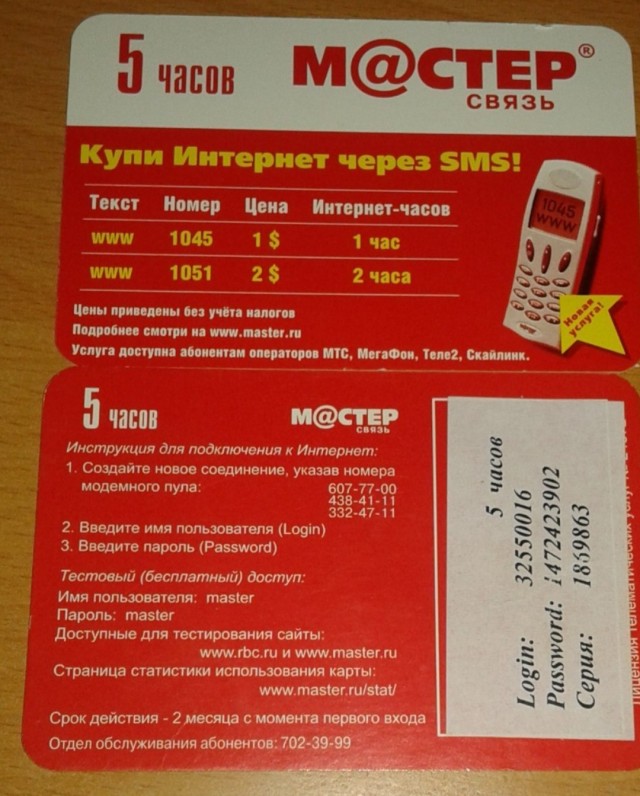 5 часов
М@СТЕР®
СВЯЗЬ
Купи Интернет через SMS!
Текст Номер Цена Интернет-часов
www 1045 1 $ 1 час
www 1051 2 $ 2 часа
1045
WWW
Новая
услуга!
Цены приведены без учёта налогов
Подробнее смотри на www.master.ru
Услуга доступна абонентам операторов МТС, МегаФон, Теле2, Скайлинк.
5 часов
М@СТЕР
СВЯЗЬ
Инструкция для подключения к Интернет:
1. Создайте новое соединение, указав номера
модемного пула: 607-77-00
438-41-11
332-47-11
2. Введите имя пользователя (Login)
3. Введите пароль (Password)
Тестовый (бесплатный) доступ:
Имя пользователя: master
Пароль: master
Доступные для тестирования сайты:
www.rbc.ru и www.master.ru
Страница статистики использования карты:
www.master.ru/stat/
Срок действия - 2 месяца с момента первого входа
Отдел обслуживания абонентов: 702-39-99
5 часов
Login: 32550016
Password: 1472423902
Серия: 1869863